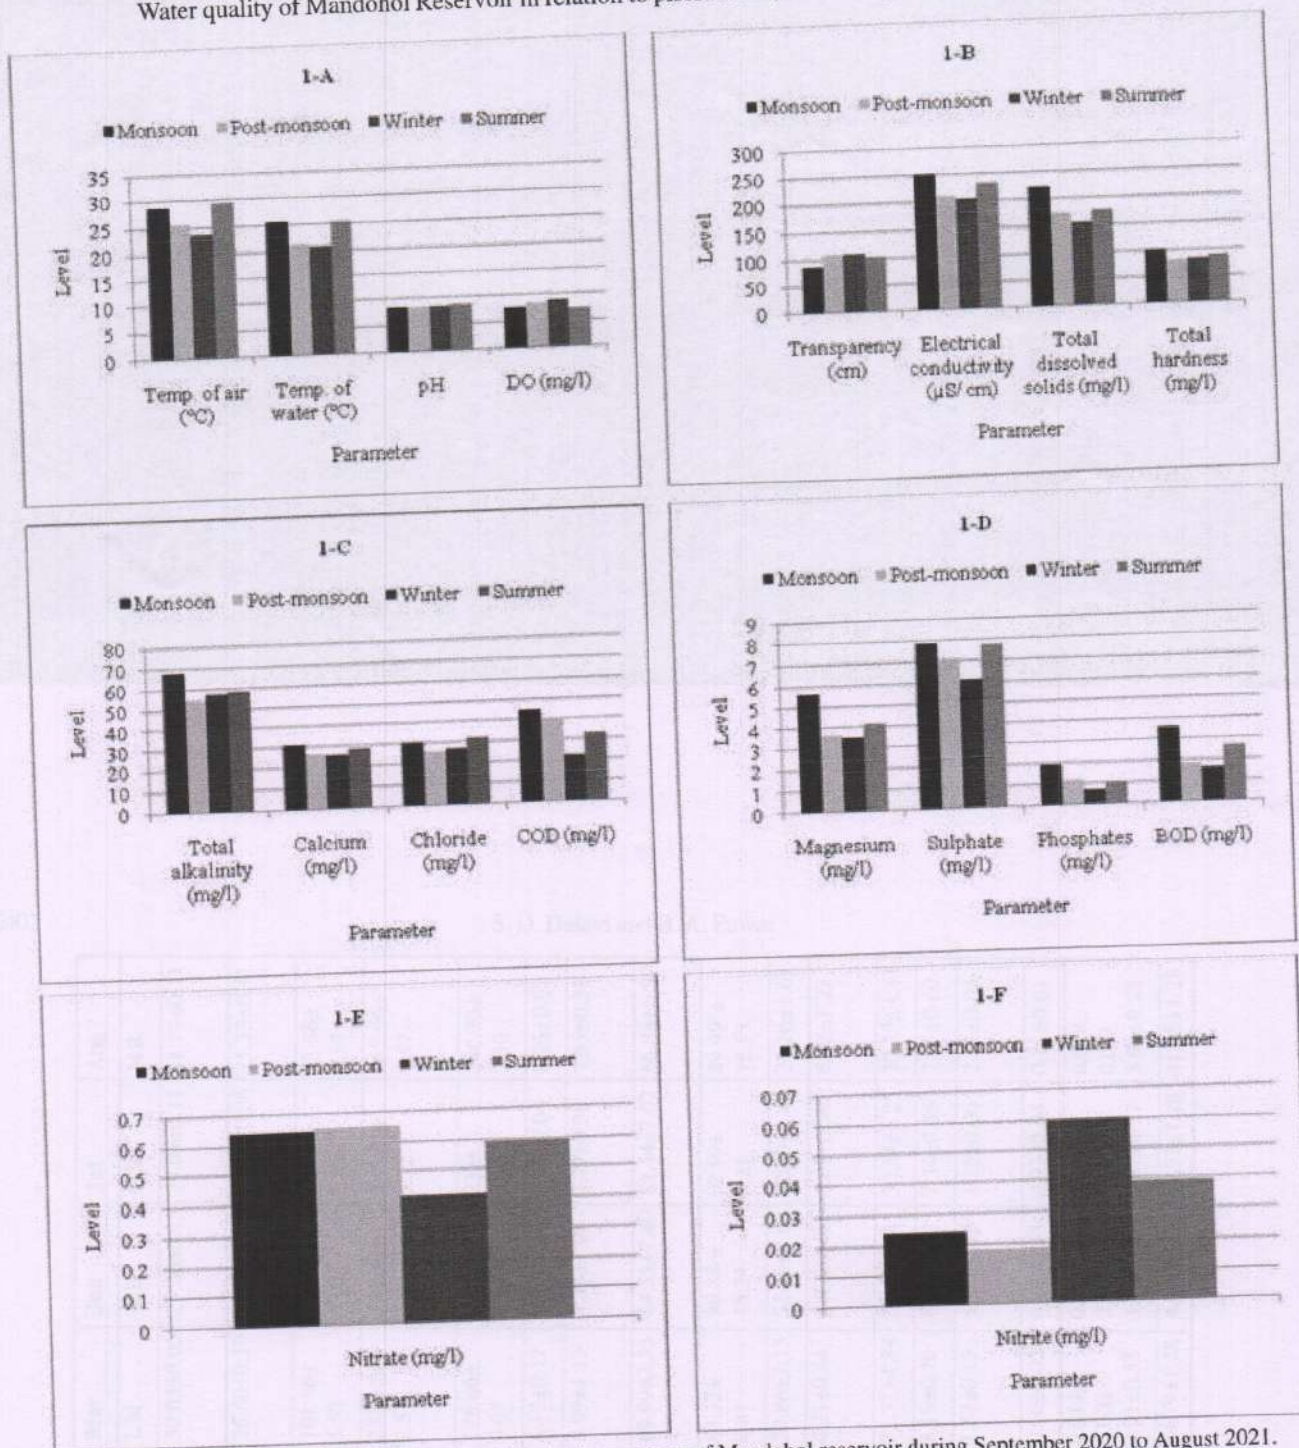 Water quality of Mandohol Reservoir in relation to
1-A
■Monsoon ■Post-monsoon ■Winter ■Summer
Level
35
30
25
20
15
10
5
0
Temp. of air (°C)
Temp. of water (°C)
pH
DO (mg/l)
Parameter
1-B
■Monsoon ■Post-monsoon ■Winter ■Summer
Level
300
250
200
150
100
50
0
Transparency (cm)
Electrical conductivity (µS/ cm)
Total dissolved solids (mg/l)
Total hardness (mg/l)
Parameter
1-C
■Monsoon ■Post-monsoon ■Winter ■Summer
Level
80
70
60
50
40
30
20
10
0
Total alkalinity (mg/l)
Calcium (mg/l)
Chloride (mg/l)
COD (mg/l)
Parameter
1-D
■Monsoon ■Post-monsoon ■Winter ■Summer
Level
9
8
7
6
5
4
3
2
1
0
Magnesium (mg/l)
Sulphate (mg/l)
Phosphates (mg/l)
BOD (mg/l)
Parameter
1-E
■Monsoon ■Post-monsoon ■Winter ■Summer
Level
0.7
0.6
0.5
0.4
0.3
0.2
0.1
0
Nitrate (mg/l)
Parameter
1-F
■Monsoon ■Post-monsoon ■Winter ■Summer
Level
0.07
0.06
0.05
0.04
0.03
0.02
0.01
0
Nitrite (mg/l)
Parameter
of Mandohol reservoir during September 2020 to August 2021.